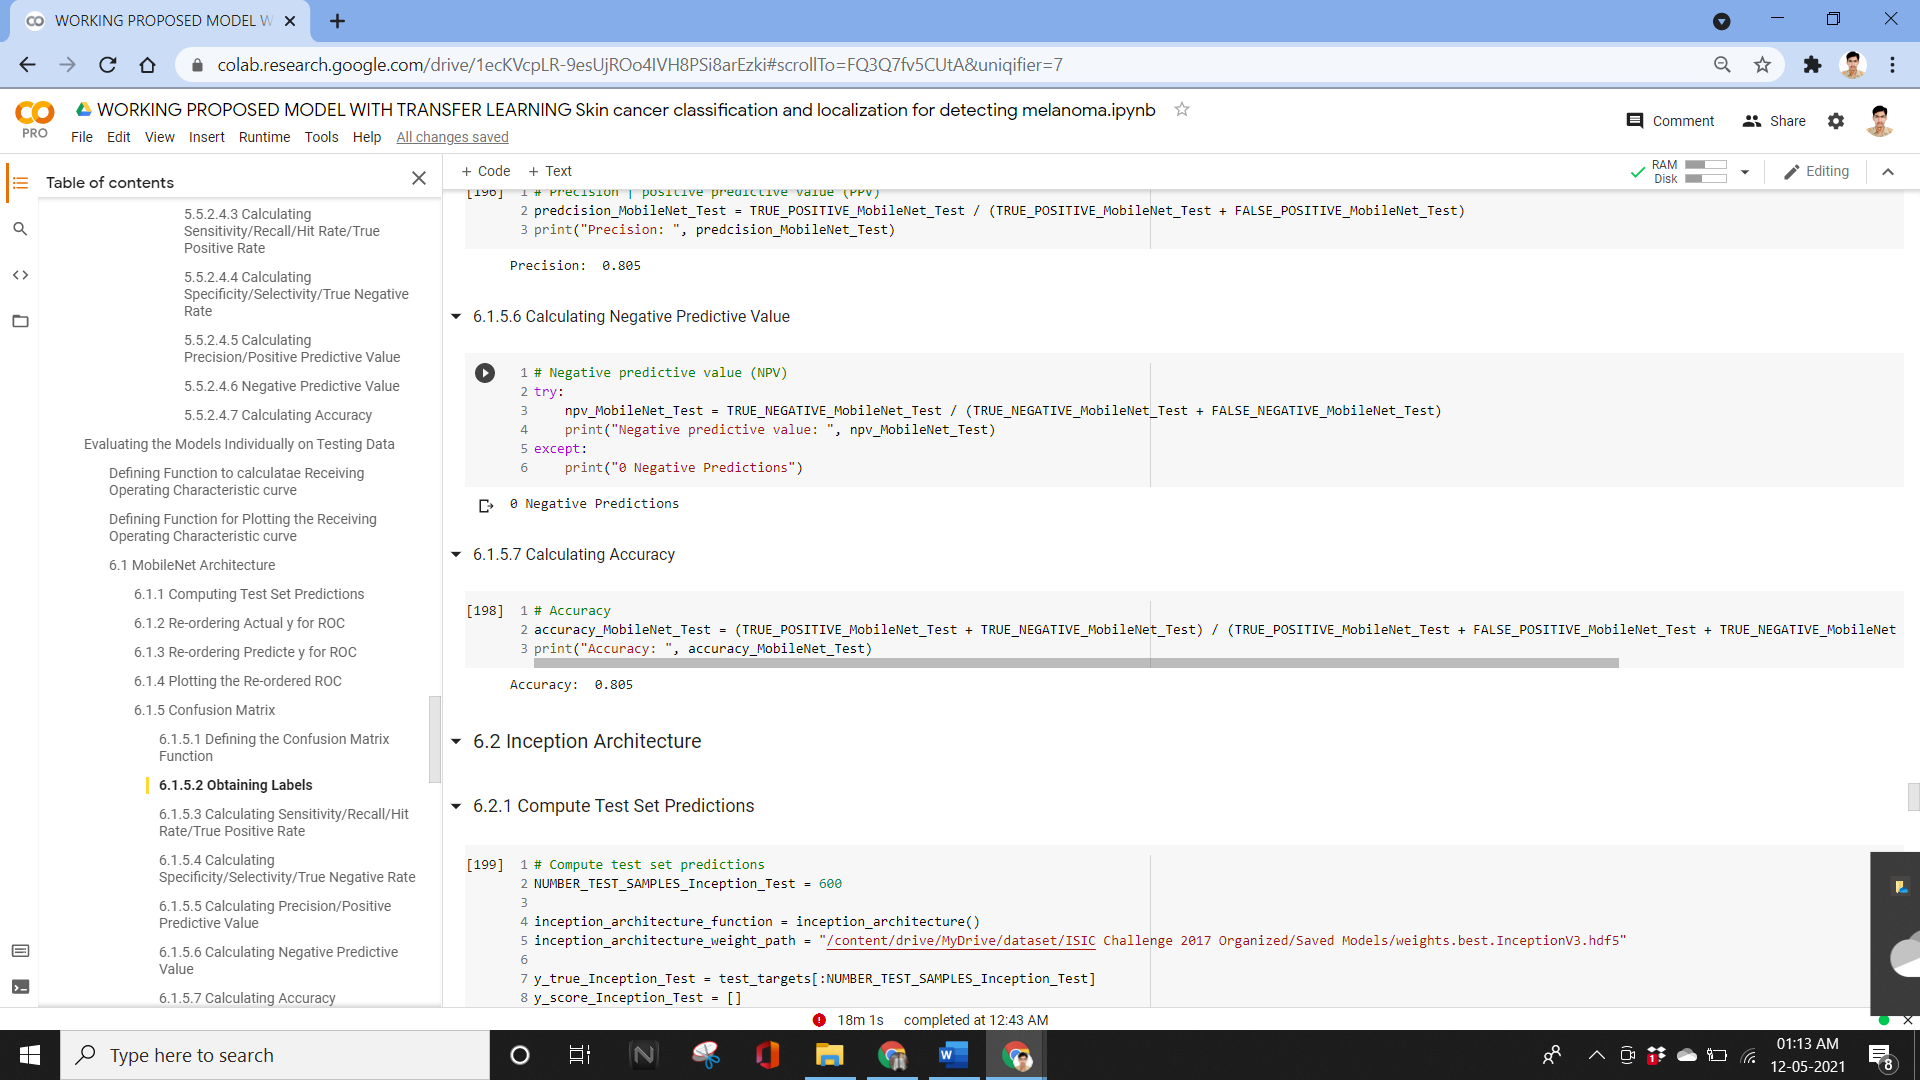 WORKING PROPOSED MODEL W
colab.research.google.com/drive/1ecKVcpLR-9esUjROo4IVH8PSi8arEzki#scrollTo=FQ3Q7fv5CUtA&uniqifier=7
PRO
WORKING PROPOSED MODEL WITH TRANSFER LEARNING Skin cancer classification and localization for detecting melanoma.ipynb
File Edit View Insert Runtime Tools Help All changes saved
Comment Share
Table of contents
5.5.2.4.3 Calculating
Sensitivity/Recall/Hit Rate/True
Positive Rate
5.5.2.4.4 Calculating
Specificity/Selectivity/True Negative
Rate
5.5.2.4.5 Calculating
Precision/Positive Predictive Value
5.5.2.4.6 Negative Predictive Value
5.5.2.4.7 Calculating Accuracy
Evaluating the Models Individually on Testing Data
Defining Function to calculatae Receiving
Operating Characteristic curve
Defining Function for Plotting the Receiving
Operating Characteristic curve
6.1 MobileNet Architecture
6.1.1 Computing Test Set Predictions
6.1.2 Re-ordering Actual y for ROC
6.1.3 Re-ordering Predicte y for ROC
6.1.4 Plotting the Re-ordered ROC
6.1.5 Confusion Matrix
6.1.5.1 Defining the Confusion Matrix
Function
6.1.5.2 Obtaining Labels
6.1.5.3 Calculating Sensitivity/Recall/Hit
Rate/True Positive Rate
6.1.5.4 Calculating
Specificity/Selectivity/True Negative Rate
6.1.5.5 Calculating Precision/Positive
Predictive Value
6.1.5.6 Calculating Negative Predictive
Value
6.1.5.7 Calculating Accuracy
+ Code + Text
RAM
Disk
Editing
[196] 1 # Precision | positive predictive value (PPV)
2 predcision_MobileNet_Test = TRUE_POSITIVE_MobileNet_Test / (TRUE_POSITIVE_MobileNet_Test + FALSE_POSITIVE_MobileNet_Test)
3 print("Precision: ", predcision_MobileNet_Test)
Precision:  0.805
6.1.5.6 Calculating Negative Predictive Value
1 # Negative predictive value (NPV)
2 try:
3     npv_MobileNet_Test = TRUE_NEGATIVE_MobileNet_Test / (TRUE_NEGATIVE_MobileNet_Test + FALSE_NEGATIVE_MobileNet_Test)
4     print("Negative predictive value: ", npv_MobileNet_Test)
5 except:
6     print("0 Negative Predictions")
0 Negative Predictions
6.1.5.7 Calculating Accuracy
[198] 1 # Accuracy
2 accuracy_MobileNet_Test = (TRUE_POSITIVE_MobileNet_Test + TRUE_NEGATIVE_MobileNet_Test) / (TRUE_POSITIVE_MobileNet_Test + FALSE_POSITIVE_MobileNet_Test + TRUE_NEGATIVE_MobileNet
3 print("Accuracy: ", accuracy_MobileNet_Test)
Accuracy:  0.805
6.2 Inception Architecture
6.2.1 Compute Test Set Predictions
[199] 1 # Compute test set predictions
2 NUMBER_TEST_SAMPLES_Inception_Test = 600
3
4 inception_architecture_function = inception_architecture()
5 inception_architecture_weight_path = "/content/drive/MyDrive/dataset/ISIC Challenge 2017 Organized/Saved Models/weights.best.InceptionV3.hdf5"
6
7 y_true_Inception_Test = test_targets[:NUMBER_TEST_SAMPLES_Inception_Test]
8 y_score_Inception_Test = []
18m 1s completed at 12:43 AM
Type here to search
01:13 AM
12-05-2021
8